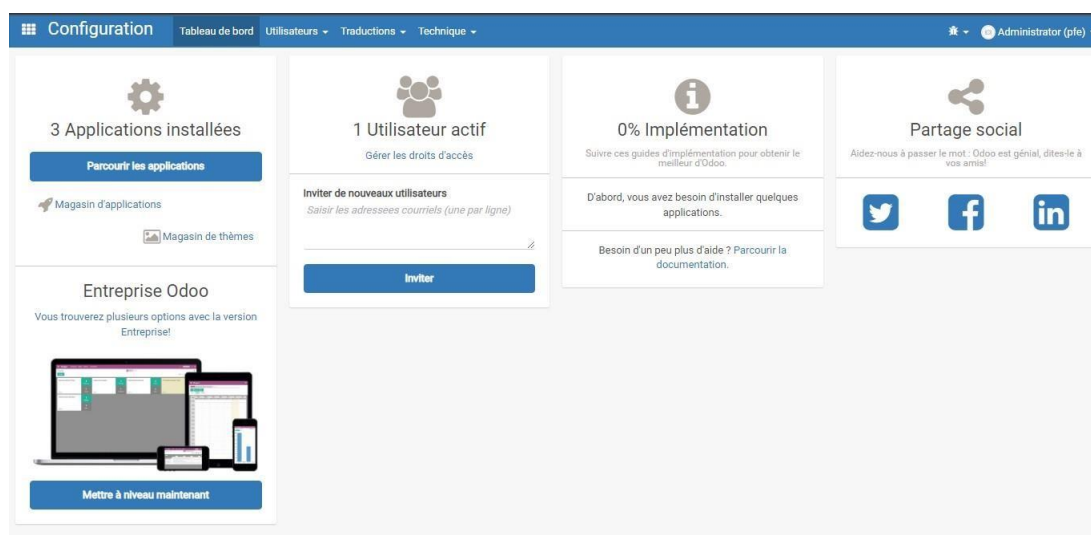 Configuration
Tableau de bord Utilisateurs Traductions Technique
Administrator (pfe)
3 Applications installées
Parcourir les applications
Magasin d'applications
Magasin de thèmes
Entreprise Odoo
Vous trouverez plusieurs options avec la version
Entreprise!
Mettre à niveau maintenant
1 Utilisateur actif
Gérer les droits d'accès
Inviter de nouveaux utilisateurs
Saisir les adressees courriels (une par ligne)
Inviter
0% Implémentation
Suivre ces guides d'implémentation pour obtenir le
meilleur d'Odoo.
D'abord, vous avez besoin d'installer quelques
applications.
Besoin d'un peu plus d'aide ? Parcourir la
documentation.
Partage social
Aidez-nous à passer le mot : Odoo est génial, dites-le à
vos amis!
in